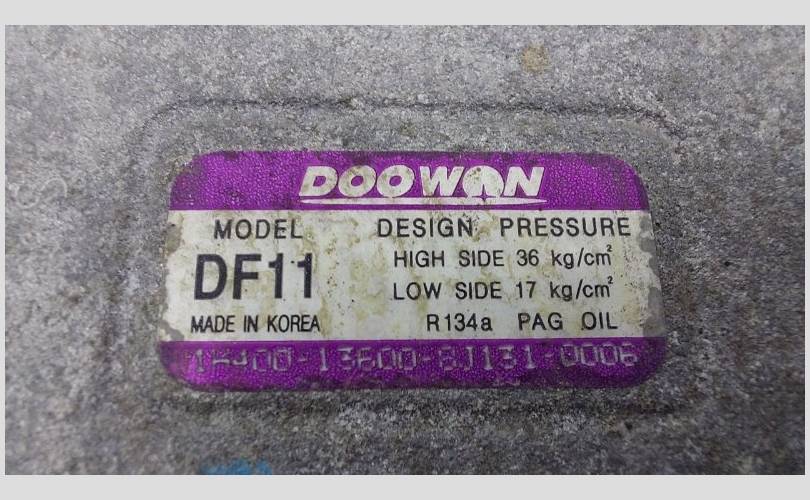 DOOWON
MODEL
DF11
MADE IN KOREA
DESIGN PRESSURE
HIGH SIDE 36 kg/cm²
LOW SIDE 17 kg/cm²
R134a PAG OIL